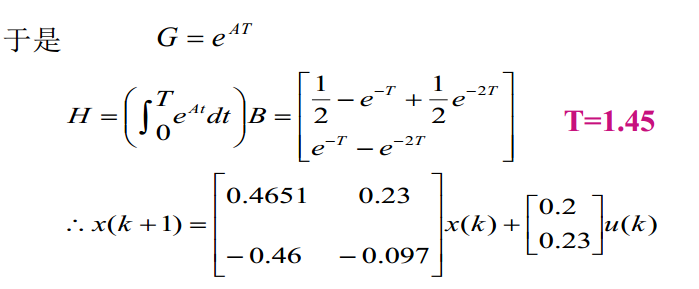 于是 G = e^{AT}
H = (∫_0^T e^{At} dt) B = [1/2 − e^{−T} + 1/2 e^{−2T}; e^{−T} − e^{−2T}] T=1.45
∴ x(k + 1) = [0.4651 0.23; − 0.46 − 0.097] x(k) + [0.2; 0.23] u(k)